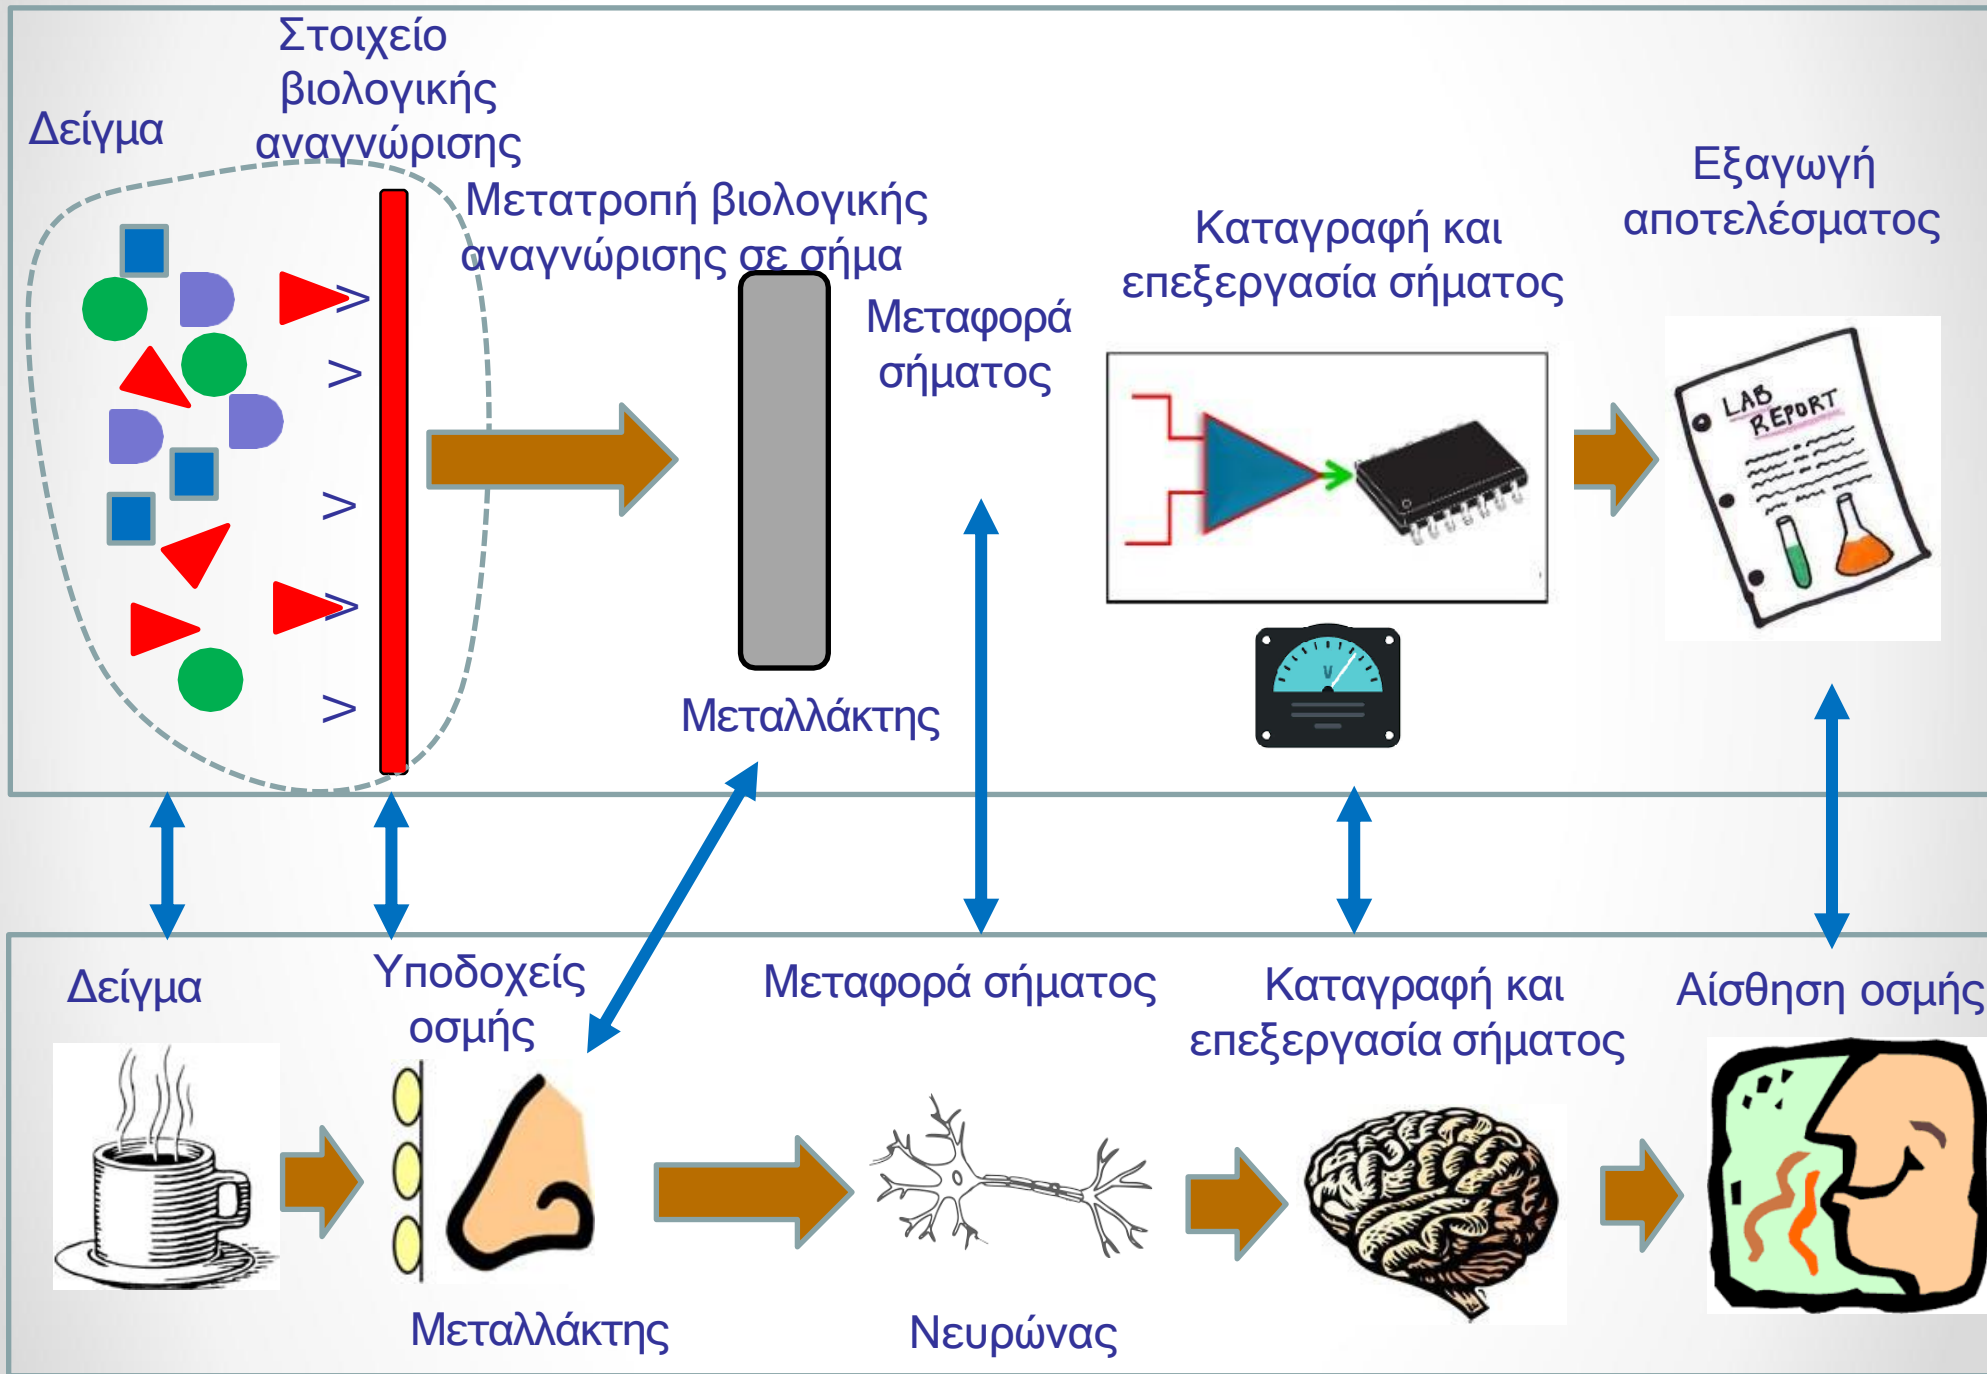 Στοιχείο
βιολογικής
αναγνώρισης
Δείγμα
Μετατροπή βιολογικής
αναγνώρισης σε σήμα
Μεταφορά
σήματος
Καταγραφή και
επεξεργασία σήματος
Εξαγωγή
αποτελέσματος
>
>
>
>
>
LAB
REPORT
V
Μεταλλάκτης
Δείγμα
Υποδοχείς
οσμής
Μεταφορά σήματος
Καταγραφή και
επεξεργασία σήματος
Αίσθηση οσμής
Μεταλλάκτης
Νευρώνας